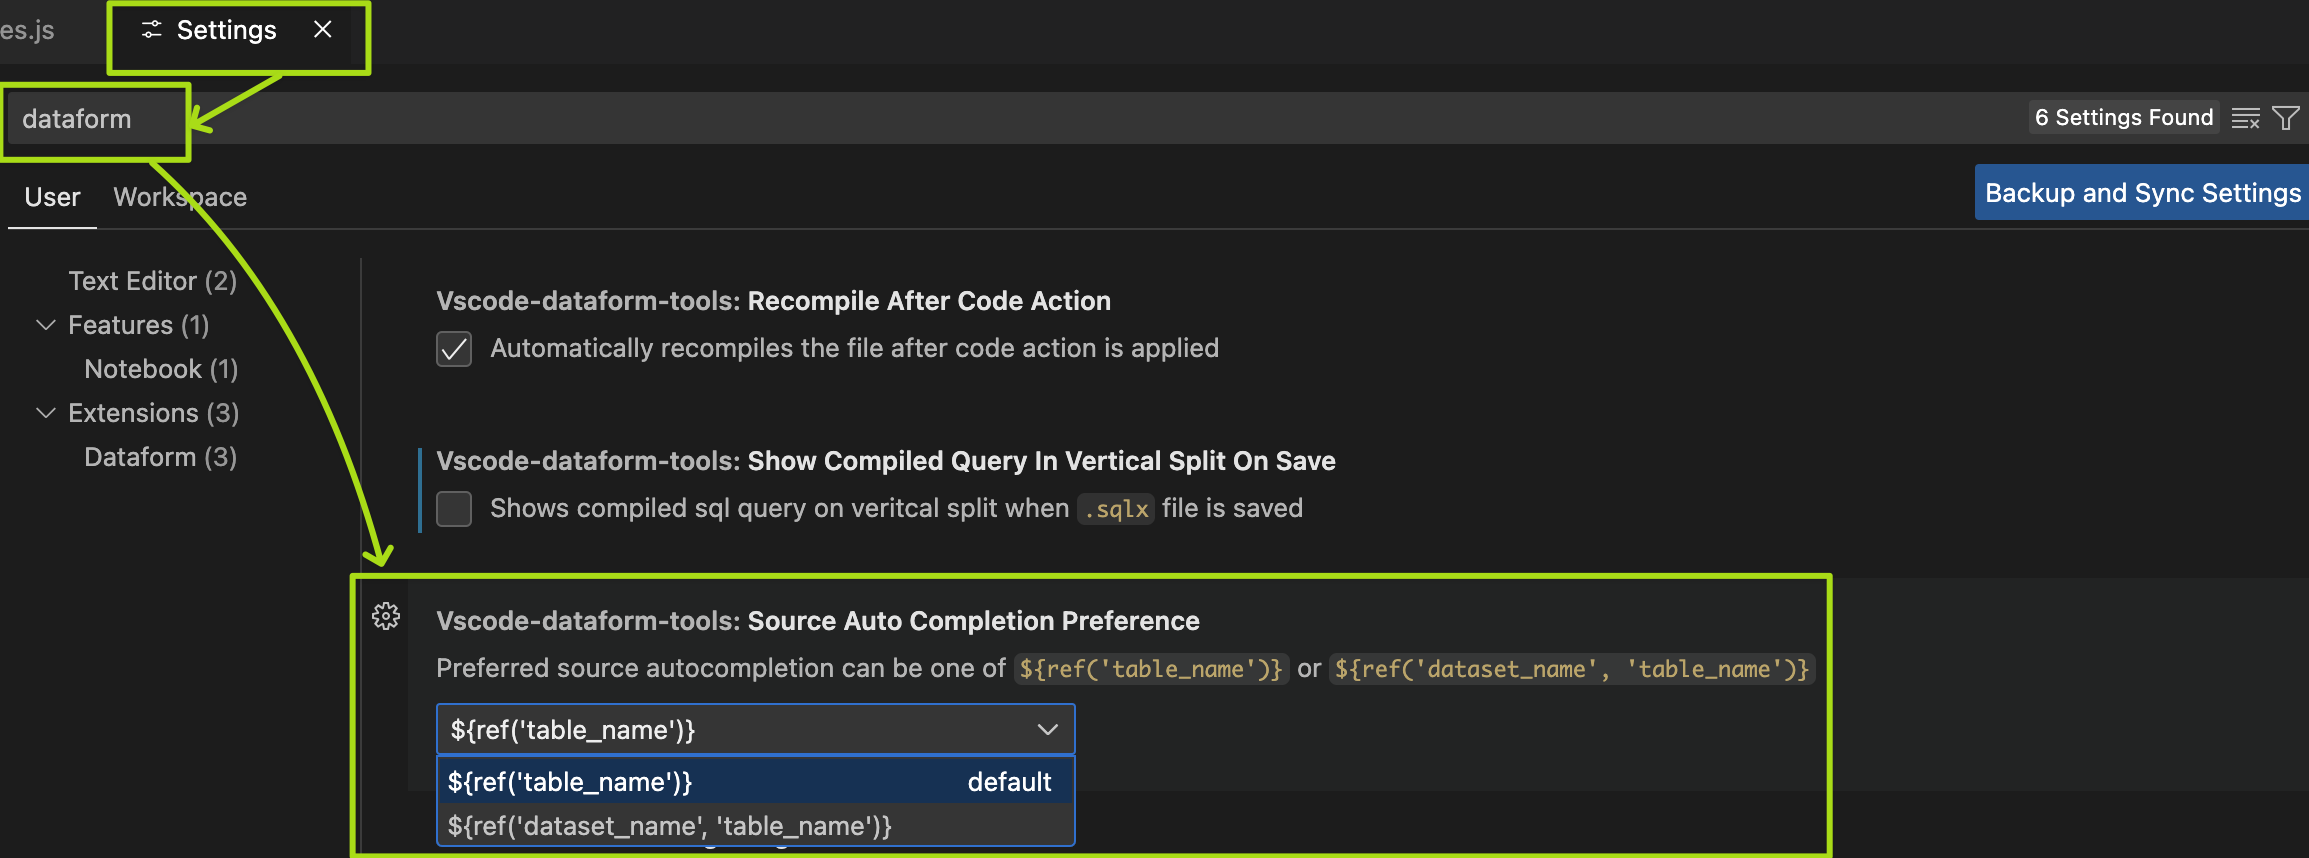 es.js
Settings
dataform
6 Settings Found
User Workspace
Backup and Sync Settings
Text Editor (2)
Features (1)
Notebook (1)
Extensions (3)
Dataform (3)
Vscode-dataform-tools: Recompile After Code Action
Automatically recompiles the file after code action is applied
Vscode-dataform-tools: Show Compiled Query In Vertical Split On Save
Shows compiled sql query on veritcal split when .sqlx file is saved
Vscode-dataform-tools: Source Auto Completion Preference
Preferred source autocompletion can be one of ${ref('table_name')} or ${ref('dataset_name', 'table_name')}
${ref('table_name')}
${ref('table_name')} default
${ref('dataset_name', 'table_name')}